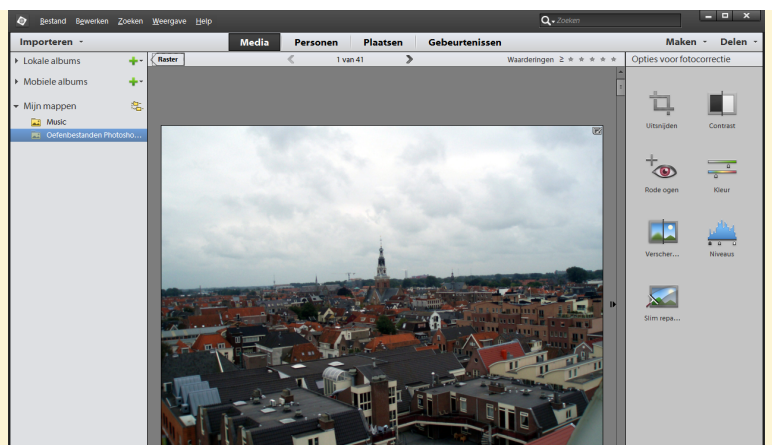 Bestand Bewerken Zoeken Weergave Help
Zoeken
Importeren
Media Personen Plaatsen Gebeurtenissen
Maken Delen
Lokale albums
Raster
1 van 41
Waarderingen ≥
Opties voor fotocorrectie
Mobiele albums
Mijn mappen
Music
Oefenbestanden Photosho...
Uitsnijden Contrast
Rode ogen Kleur
Verscher... Niveaus
Slim repa...